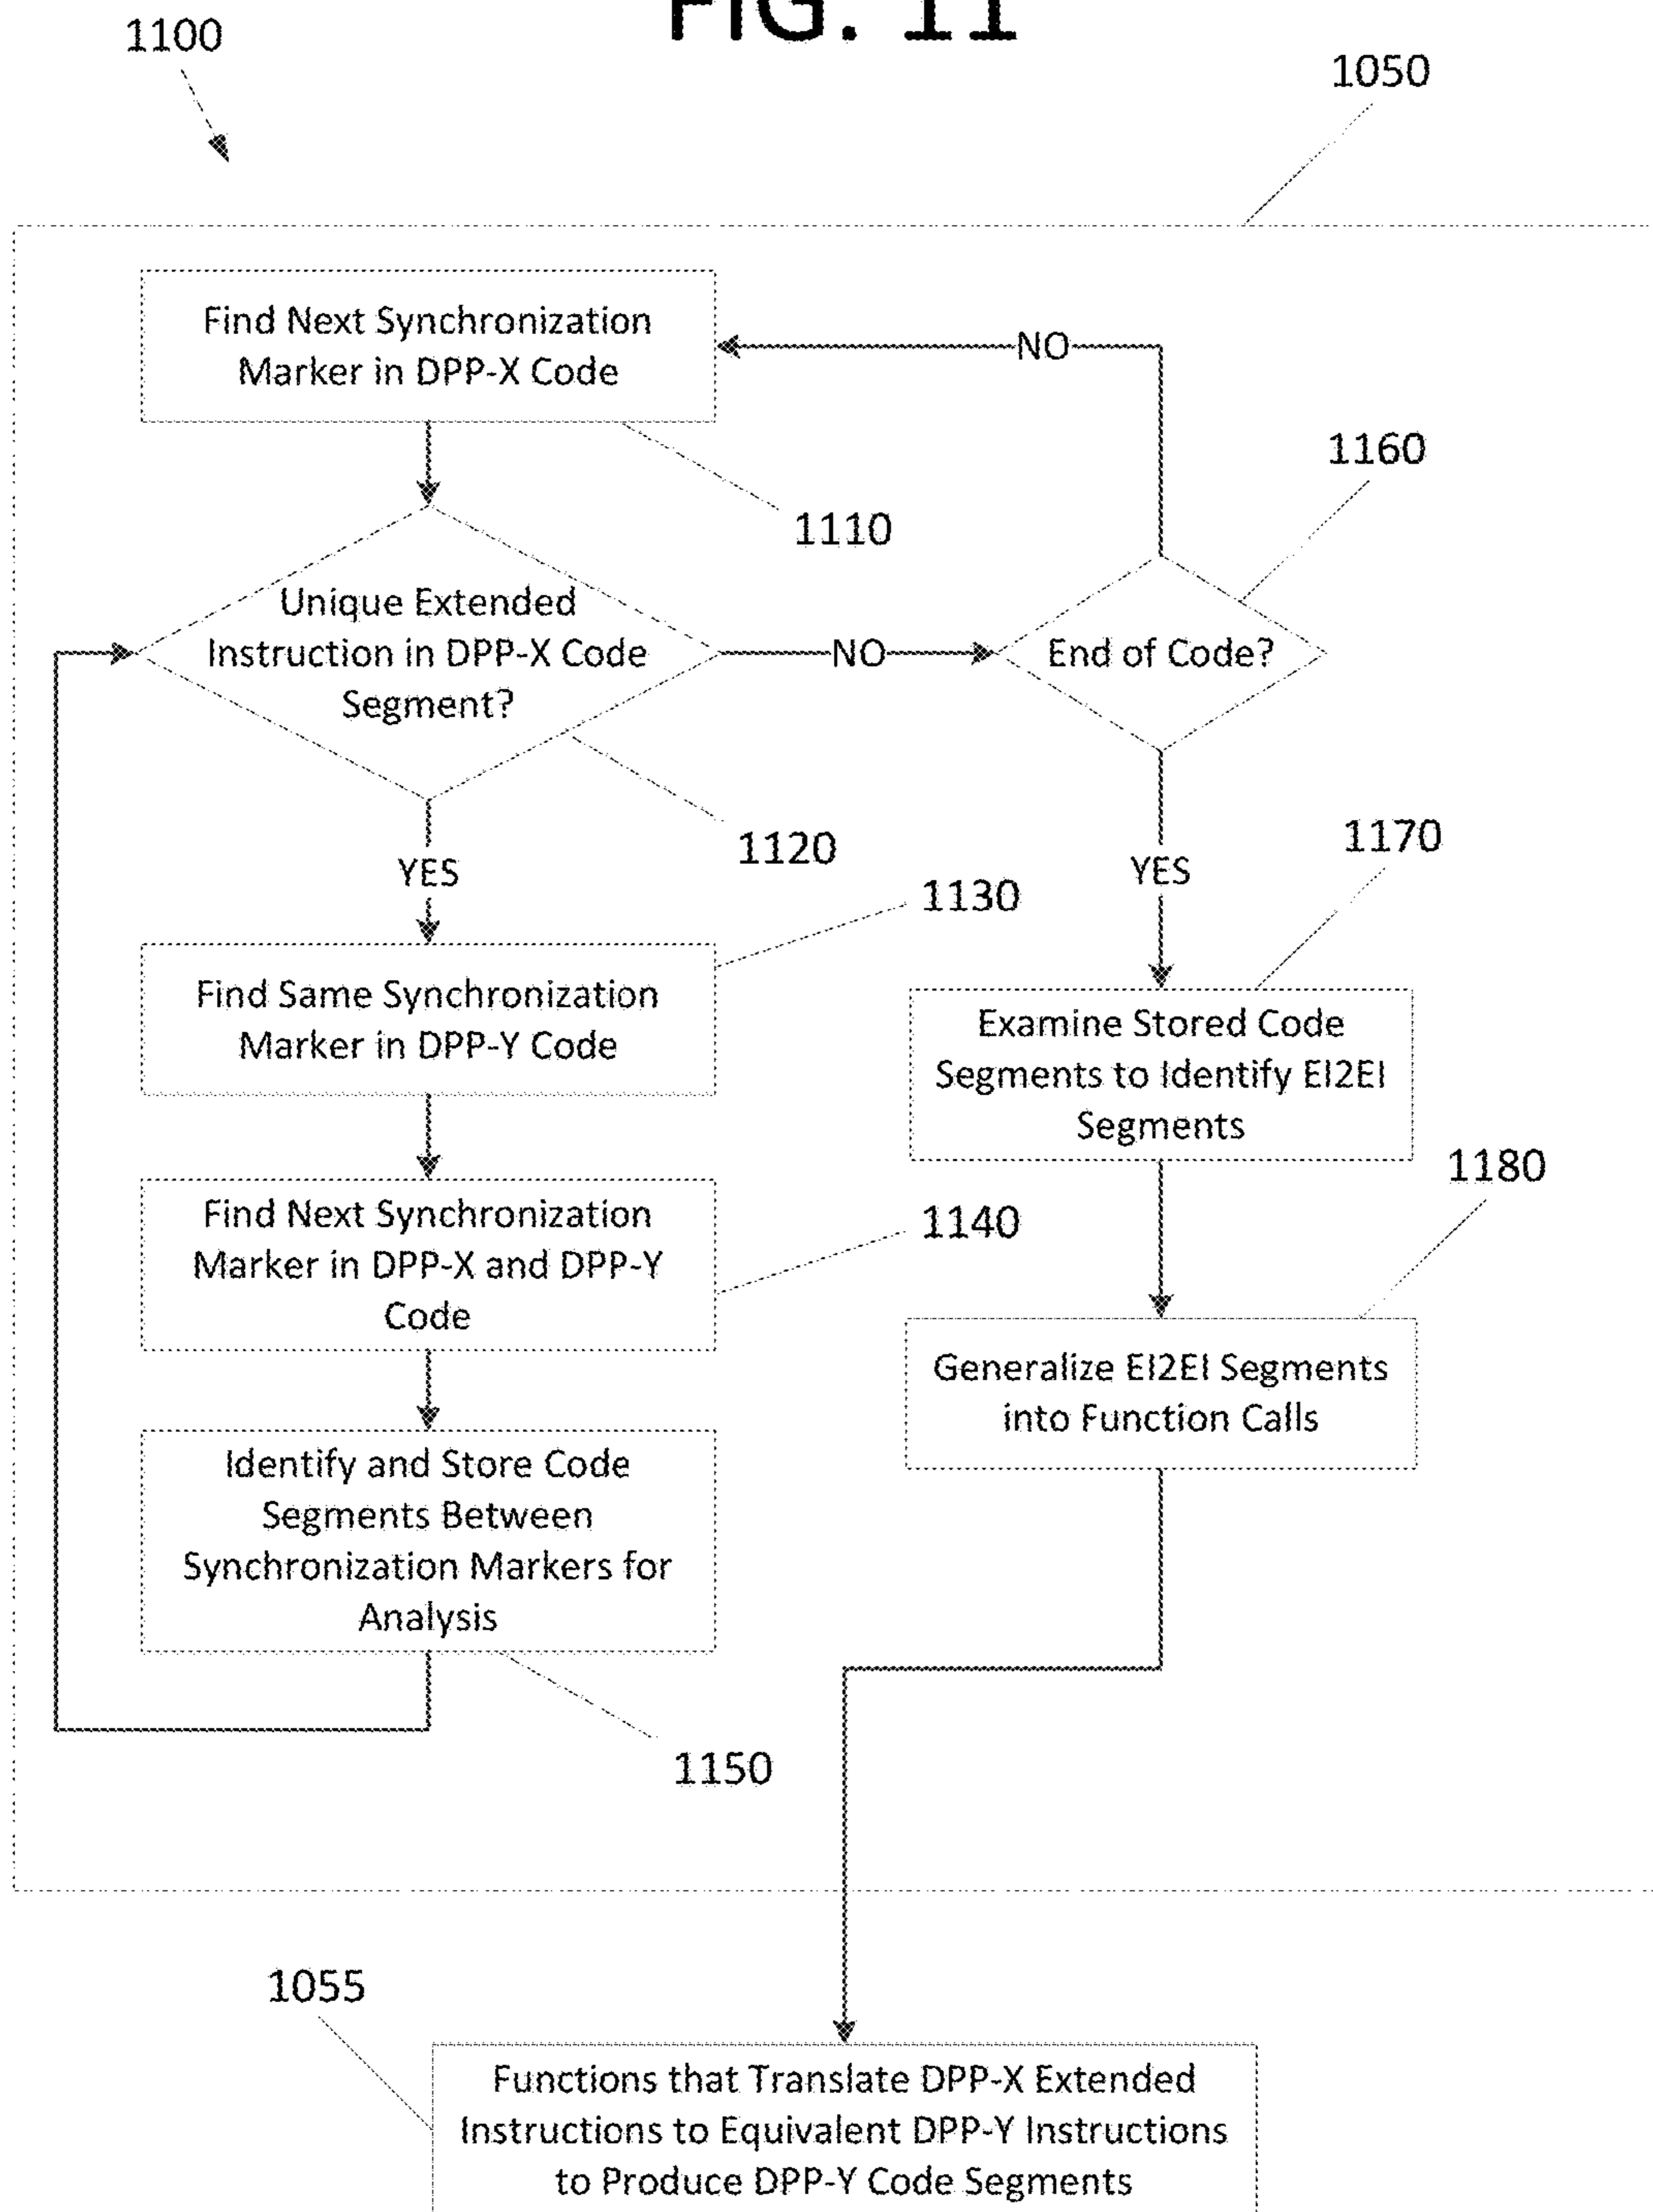 FIG. 11
1100
1050
Find Next Synchronization
Marker in DPP-X Code
NO
1110
1160
Unique Extended
Instruction in DPP-X Code
Segment?
NO
End of Code?
1120
YES
YES
1170
1130
Find Same Synchronization
Marker in DPP-Y Code
Examine Stored Code
Segments to Identify EI2EI
Segments
1180
Find Next Synchronization
Marker in DPP-X and DPP-Y
Code
1140
Generalize EI2EI Segments
into Function Calls
Identify and Store Code
Segments Between
Synchronization Markers for
Analysis
1150
1055
Functions that Translate DPP-X Extended
Instructions to Equivalent DPP-Y Instructions
to Produce DPP-Y Code Segments